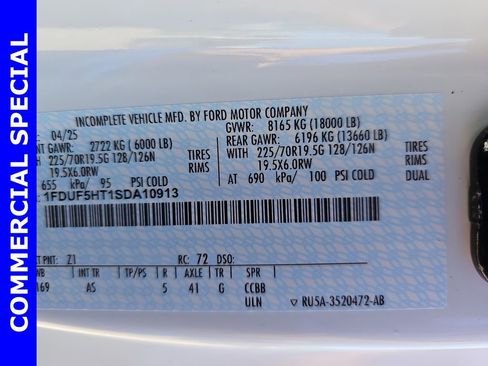 COMMERCIAL SPECIAL
INCOMPLETE VEHICLE MFD. BY FORD MOTOR COMPANY
04/25
GVWR: 8165 KG (18000 LB)
2722 KG (6000 LB)
REAR GAWR: 6196 KG (13660 LB)
225/70R19.5G 128/126N TIRES
WITH 225/70R19.5G 128/126N TIRES
19.5X6.0RW RIMS
19.5X6.0RW RIMS
655 kPa/ 95 PSI COLD
AT 690 kPa/ 100 PSI COLD
1FDUF5HT1SDA10913
PNT: Z1 RC: 72 DSO:
WB INT TR TP/PS R AXLE TR SPR
169 AS 5 41 G CCBB
ULN RU5A-3520472-AB